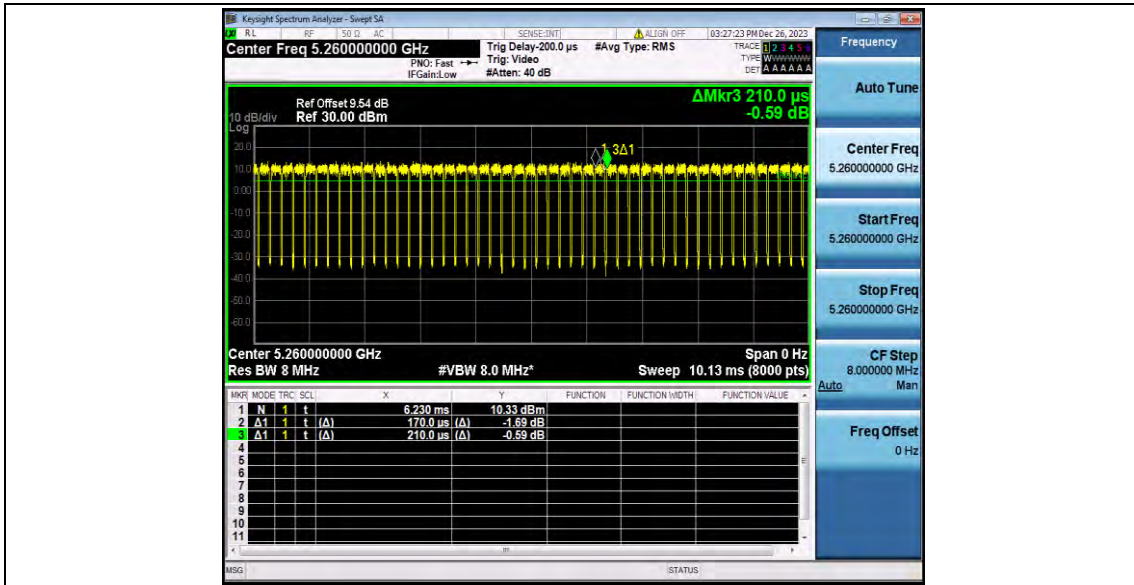 Keysight Spectrum Analyzer - Swept SA
RL RF 50 Ω AC SENSE:INT ALIGN OFF 03:27:23 PM Dec 26, 2023
Center Freq 5.260000000 GHz
Trig Delay-200.0 µs #Avg Type: RMS
TRACE 1 2 3 4 5 6
PNO: Fast
Trig: Video
TYPE W
IFGain:Low
#Atten: 40 dB
DET A A A A A A
ΔMkr3 210.0 µs
-0.59 dB
Ref Offset 9.54 dB
10 dB/div Ref 30.00 dBm
Log
20.0
10.0
0.00
-10.0
-20.0
-30.0
-40.0
-50.0
-60.0
1 3Δ1
Center 5.260000000 GHz Span 0 Hz
Res BW 8 MHz #VBW 8.0 MHz* Sweep 10.13 ms (8000 pts)
MKR MODE TRC SCL X Y FUNCTION FUNCTION WIDTH FUNCTION VALUE
1 N 1 t 6.230 ms 10.33 dBm
2 Δ1 1 t (Δ) 170.0 µs (Δ) -1.69 dB
3 Δ1 1 t (Δ) 210.0 µs (Δ) -0.59 dB
4
5
6
7
8
9
10
11
MSG STATUS
Frequency
Auto Tune
Center Freq
5.260000000 GHz
Start Freq
5.260000000 GHz
Stop Freq
5.260000000 GHz
CF Step
8.000000 MHz
Auto Man
Freq Offset
0 Hz